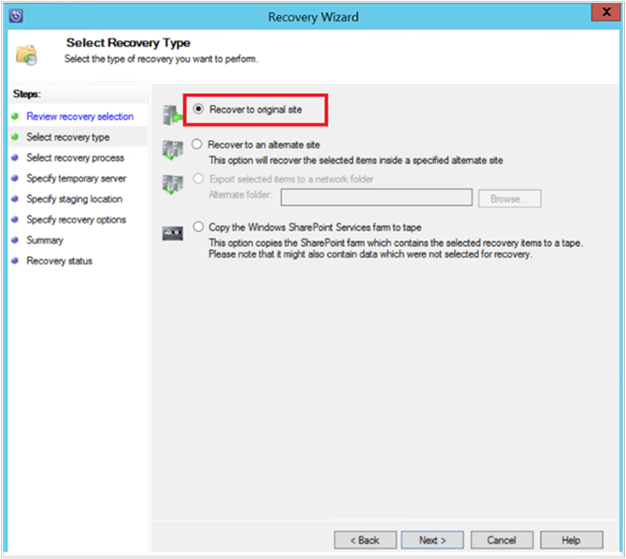 Recovery Wizard
X
Select Recovery Type
Select the type of recovery you want to perform.
Steps:
Review recovery selection
Select recovery type
Select recovery process
Specify temporary server
Specify staging location
Specify recovery options
Summary
Recovery status
Recover to original site
Recover to an alternate site
This option will recover the selected items inside a specified alternate site
Export selected items to a network folder
Alternate folder:
Browse...
Copy the Windows SharePoint Services farm to tape
This option copies the SharePoint farm which contains the selected recovery items to a tape.
Please note that it might also contain data which were not selected for recovery.
< Back
Next >
Cancel
Help